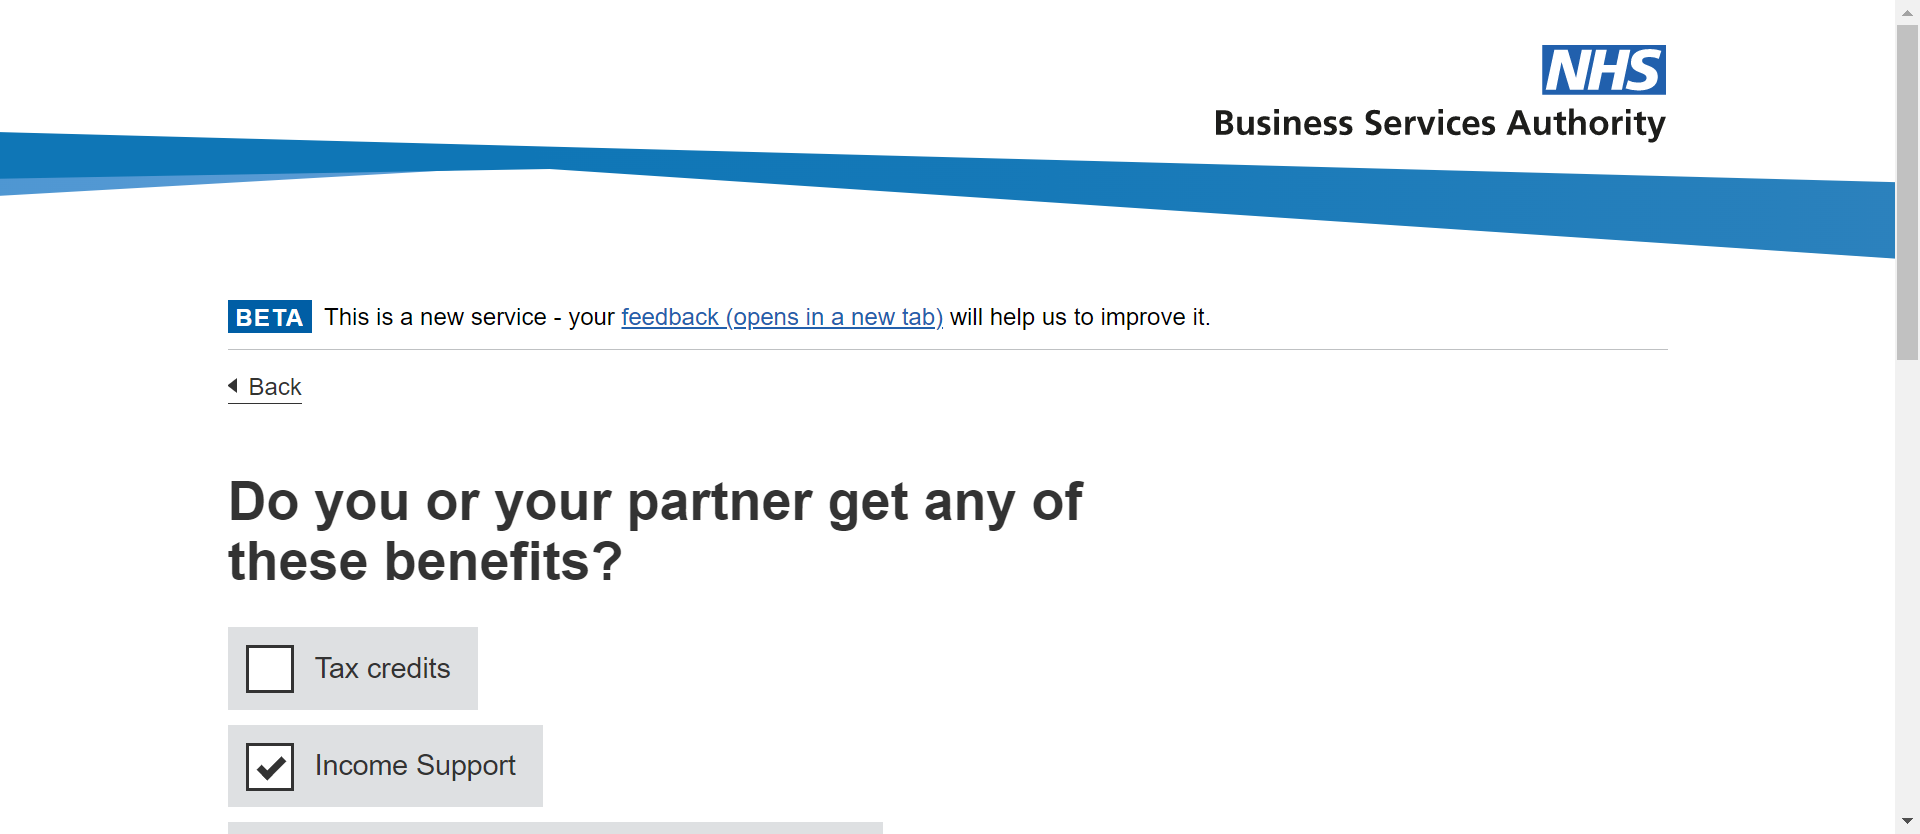 NHS
Business Services Authority
BETA This is a new service - your feedback (opens in a new tab) will help us to improve it.
Back
Do you or your partner get any of
these benefits?
Tax credits
Income Support